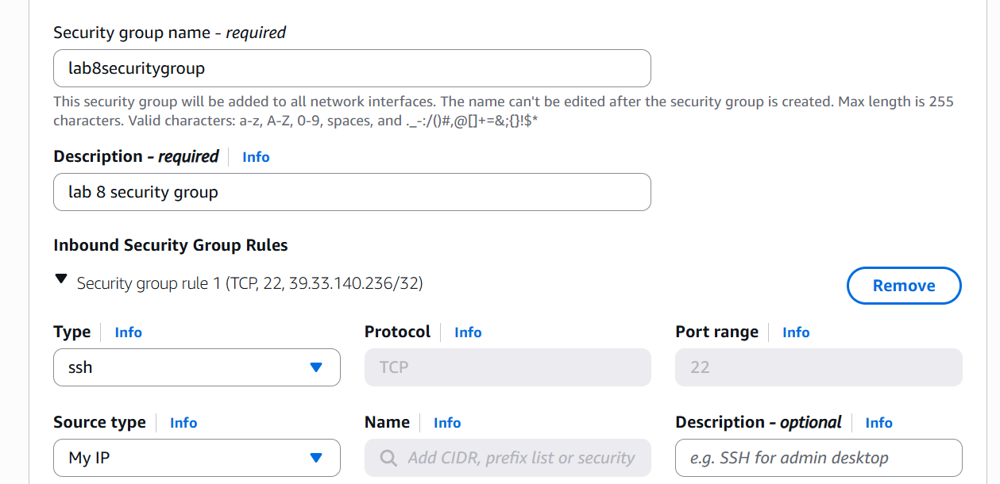 Security group name - required
lab8securitygroup
This security group will be added to all network interfaces. The name can't be edited after the security group is created. Max length is 255
characters. Valid characters: a-z, A-Z, 0-9, spaces, and ._-:/()#,@[]+=&;{}!$*
Description - required Info
lab 8 security group
Inbound Security Group Rules
Security group rule 1 (TCP, 22, 39.33.140.236/32)
Remove
Type Info Protocol Info Port range Info
ssh TCP 22
Source type Info Name Info Description - optional Info
My IP Add CIDR, prefix list or security e.g. SSH for admin desktop